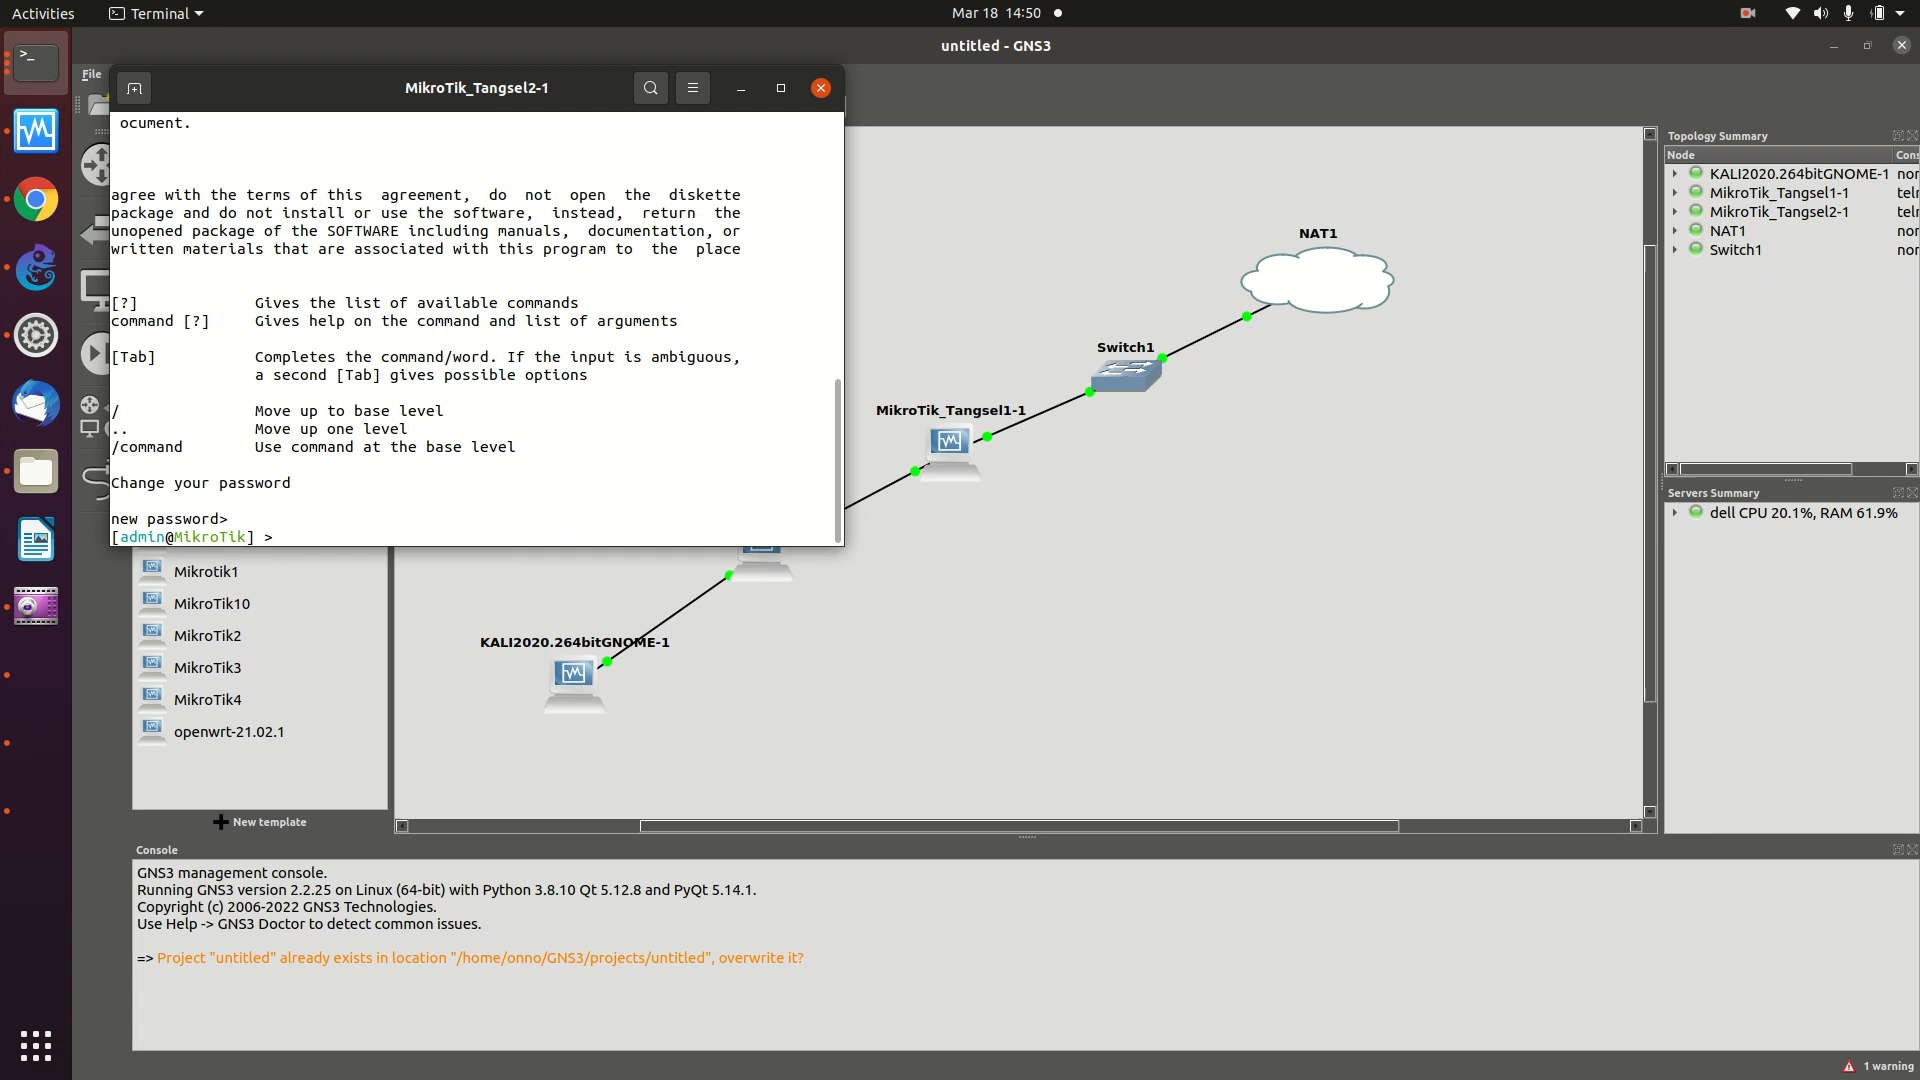 Activities
Terminal
Mar 18 14:50
untitled - GNS3
File
MikroTik_Tangsel2-1
ocument.
agree with the terms of this agreement, do not open the diskette
package and do not install or use the software, instead, return the
unopened package of the SOFTWARE including manuals, documentation, or
written materials that are associated with this program to the place
[?] Gives the list of available commands
command [?] Gives help on the command and list of arguments
[Tab] Completes the command/word. If the input is ambiguous,
a second [Tab] gives possible options
/ Move up to base level
.. Move up one level
/command Use command at the base level
Change your password
new password>
[admin@MikroTik] >
Mikrotik1
MikroTik10
MikroTik2
MikroTik3
MikroTik4
openwrt-21.02.1
New template
NAT1
Switch1
MikroTik_Tangsel1-1
KALI2020.264bitGNOME-1
Topology Summary
Node Cons
KALI2020.264bitGNOME-1 nor
MikroTik_Tangsel1-1 teln
MikroTik_Tangsel2-1 teln
NAT1 nor
Switch1 nor
Servers Summary
dell CPU 20.1%, RAM 61.9%
Console
GNS3 management console.
Running GNS3 version 2.2.25 on Linux (64-bit) with Python 3.8.10 Qt 5.12.8 and PyQt 5.14.1.
Copyright (c) 2006-2022 GNS3 Technologies.
Use Help -> GNS3 Doctor to detect common issues.
=> Project "untitled" already exists in location "/home/onno/GNS3/projects/untitled", overwrite it?
1 warning